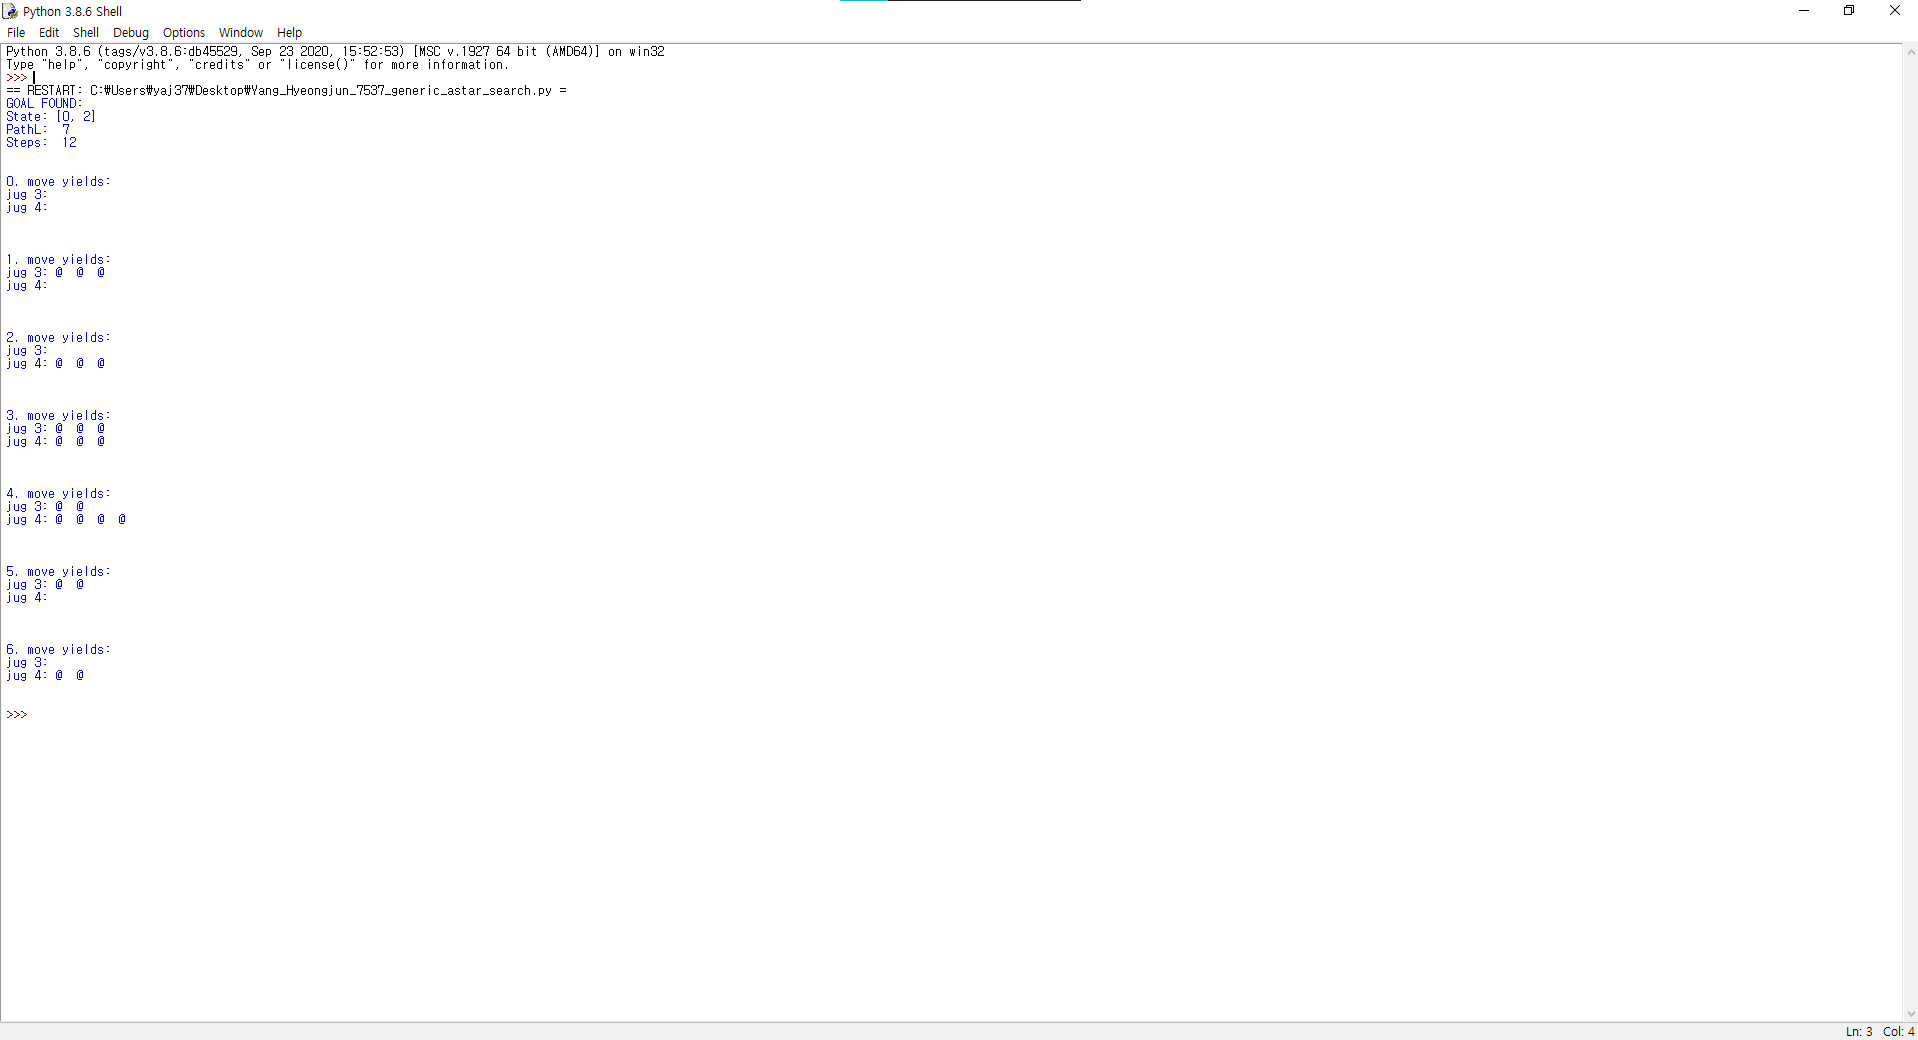 Python 3.8.6 Shell
File Edit Shell Debug Options Window Help
Python 3.8.6 (tags/v3.8.6:db45529, Sep 23 2020, 15:52:53) [MSC v.1927 64 bit (AMD64)] on win32
Type "help", "copyright", "credits" or "license()" for more information.
>>>
== RESTART: C:₩Users₩yaj37₩Desktop₩Yang_Hyeongjun_7537_generic_astar_search.py =
GOAL FOUND:
State: [0, 2]
PathL:  7
Steps:  12
0. move yields:
jug 3:
jug 4:
1. move yields:
jug 3: @  @  @
jug 4:
2. move yields:
jug 3:
jug 4: @  @  @
3. move yields:
jug 3: @  @  @
jug 4: @  @  @
4. move yields:
jug 3: @  @
jug 4: @  @  @  @
5. move yields:
jug 3: @  @
jug 4:
6. move yields:
jug 3:
jug 4: @  @
>>>
Ln: 3 Col: 4